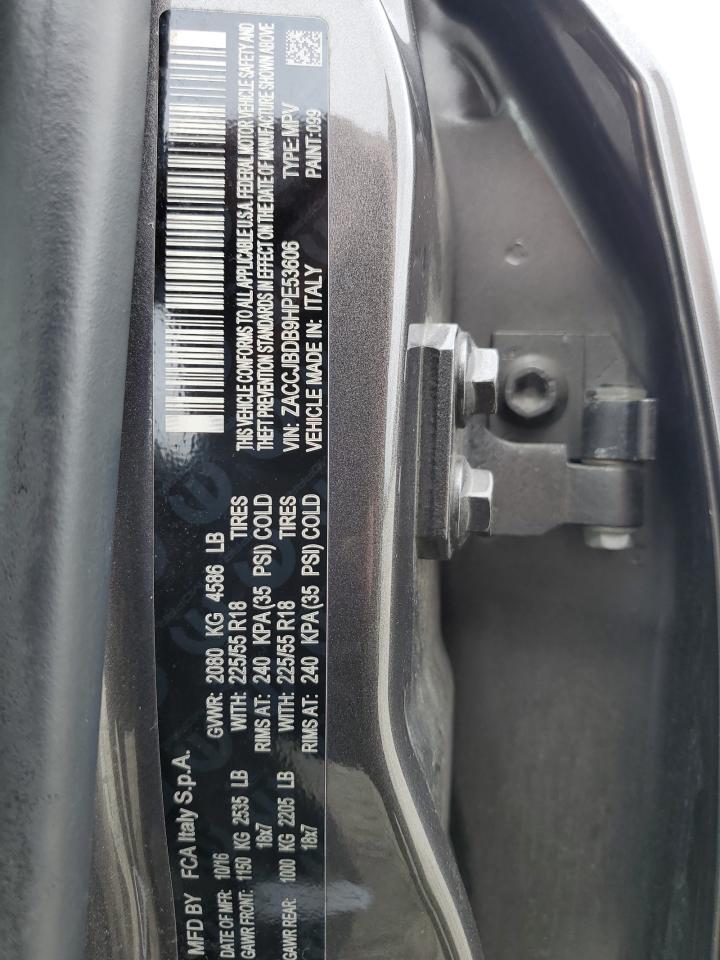 MFD BY FCA Italy S.p.A.
DATE OF MFR: 10/16 GVWR: 2080 KG 4586 LB
GAWR FRONT: 1150 KG 2535 LB WITH: 225/55 R18 TIRES
18x7 RIMS AT: 240 KPA (35 PSI) COLD
GAWR REAR: 1000 KG 2205 LB WITH: 225/55 R18 TIRES
18x7 RIMS AT: 240 KPA (35 PSI) COLD
THIS VEHICLE CONFORMS TO ALL APPLICABLE U.S.A. FEDERAL MOTOR VEHICLE SAFETY AND
THEFT PREVENTION STANDARDS IN EFFECT ON THE DATE OF MANUFACTURE SHOWN ABOVE
VIN: ZACCJBDB9HPE53606 TYPE: MPV
VEHICLE MADE IN: ITALY PAINT: 099